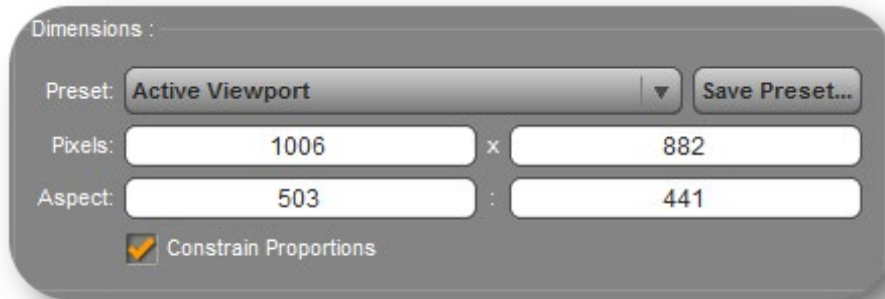 Dimensions :
Preset: Active Viewport Save Preset...
Pixels: 1006 x 882
Aspect: 503 : 441
Constrain Proportions